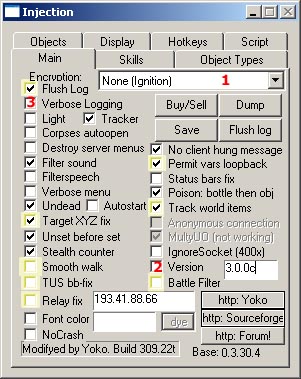 Injection
Objects Display Hotkeys Script
Main Skills Object Types
Encryption: None (Ignition) 1
Flush Log
3 Verbose Logging
Buy/Sell Dump
Light Tracker
Corpses autoopen
Save Flush log
Destroy server menus
No client hung message
Filter sound
Permit vars loopback
Filterspeech
Status bars fix
Verbose menu
Poison: bottle then obj
Undead Autostart
Track world items
Target XYZ fix
Anonymous connection
Unset before set
MultyUO (not working)
Stealth counter
IgnoreSocket (400x)
Smooth walk
2 Version 3.0.0c
TUS bb-fix
Battle Filter
Relay fix 193.41.88.66
http: Yoko
Font color dye
http: Sourceforge
NoCrash
http: Forum!
Modifyed by Yoko. Build 309.22t
Base: 0.3.30.4